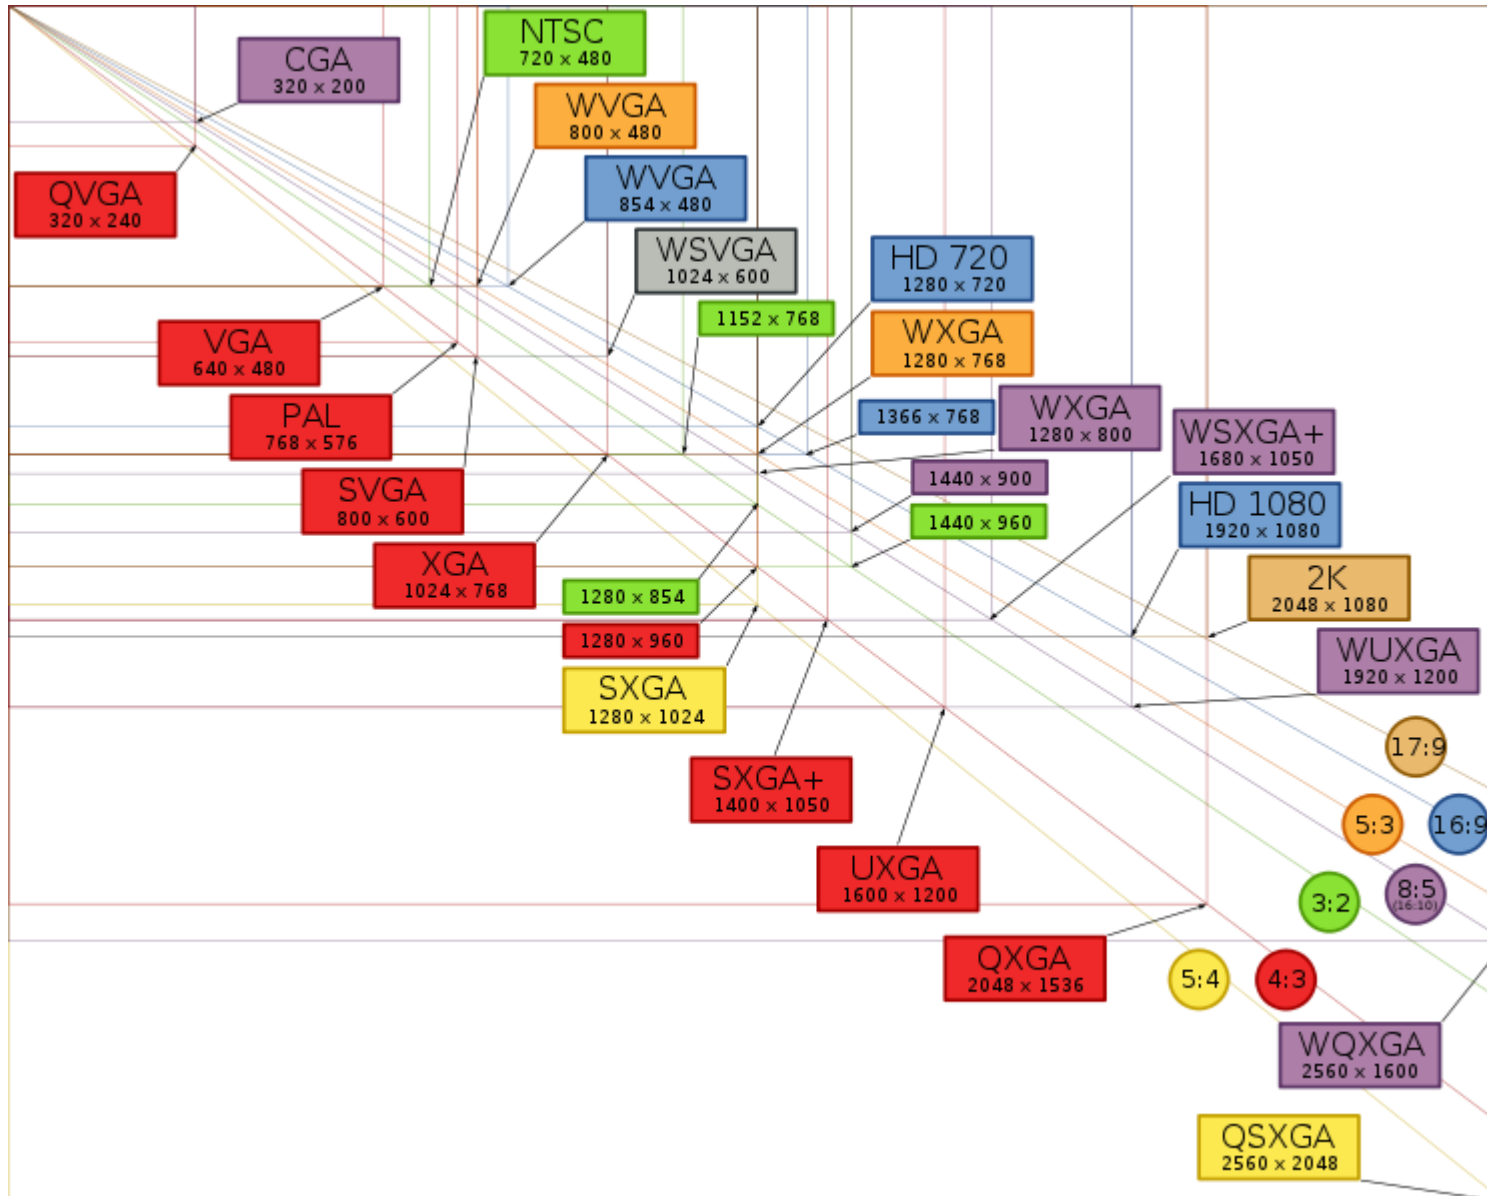 NTSC
720 × 480
CGA
320 × 200
WVGA
800 × 480
WVGA
854 × 480
QVGA
320 × 240
WSVGA
1024 × 600
HD 720
1280 × 720
1152 × 768
WXGA
1280 × 768
VGA
640 × 480
WXGA
1280 × 800
PAL
768 × 576
1366 × 768
WSXGA+
1680 × 1050
SVGA
800 × 600
1440 × 900
HD 1080
1920 × 1080
1440 × 960
XGA
1024 × 768
2K
2048 × 1080
1280 × 854
1280 × 960
WUXGA
1920 × 1200
SXGA
1280 × 1024
17:9
SXGA+
1400 × 1050
5:3
16:9
UXGA
1600 × 1200
8:5
(16:10)
3:2
QXGA
2048 × 1536
5:4
4:3
WQXGA
2560 × 1600
QSXGA
2560 × 2048